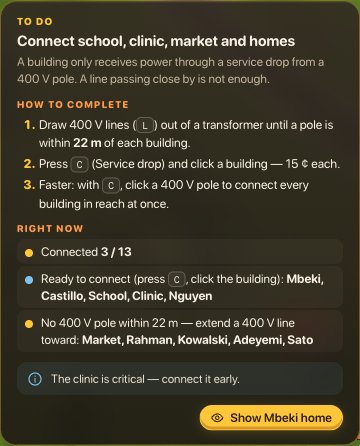 TO DO
Connect school, clinic, market and homes
A building only receives power through a service drop from a
400 V pole. A line passing close by is not enough.
HOW TO COMPLETE
1. Draw 400 V lines ( L ) out of a transformer until a pole is
within 22 m of each building.
2. Press C (Service drop) and click a building — 15 ¢ each.
3. Faster: with C , click a 400 V pole to connect every
building in reach at once.
RIGHT NOW
Connected 3 / 13
Ready to connect (press C , click the building): Mbeki,
Castillo, School, Clinic, Nguyen
No 400 V pole within 22 m — extend a 400 V line
toward: Market, Rahman, Kowalski, Adeyemi, Sato
The clinic is critical — connect it early.
Show Mbeki home